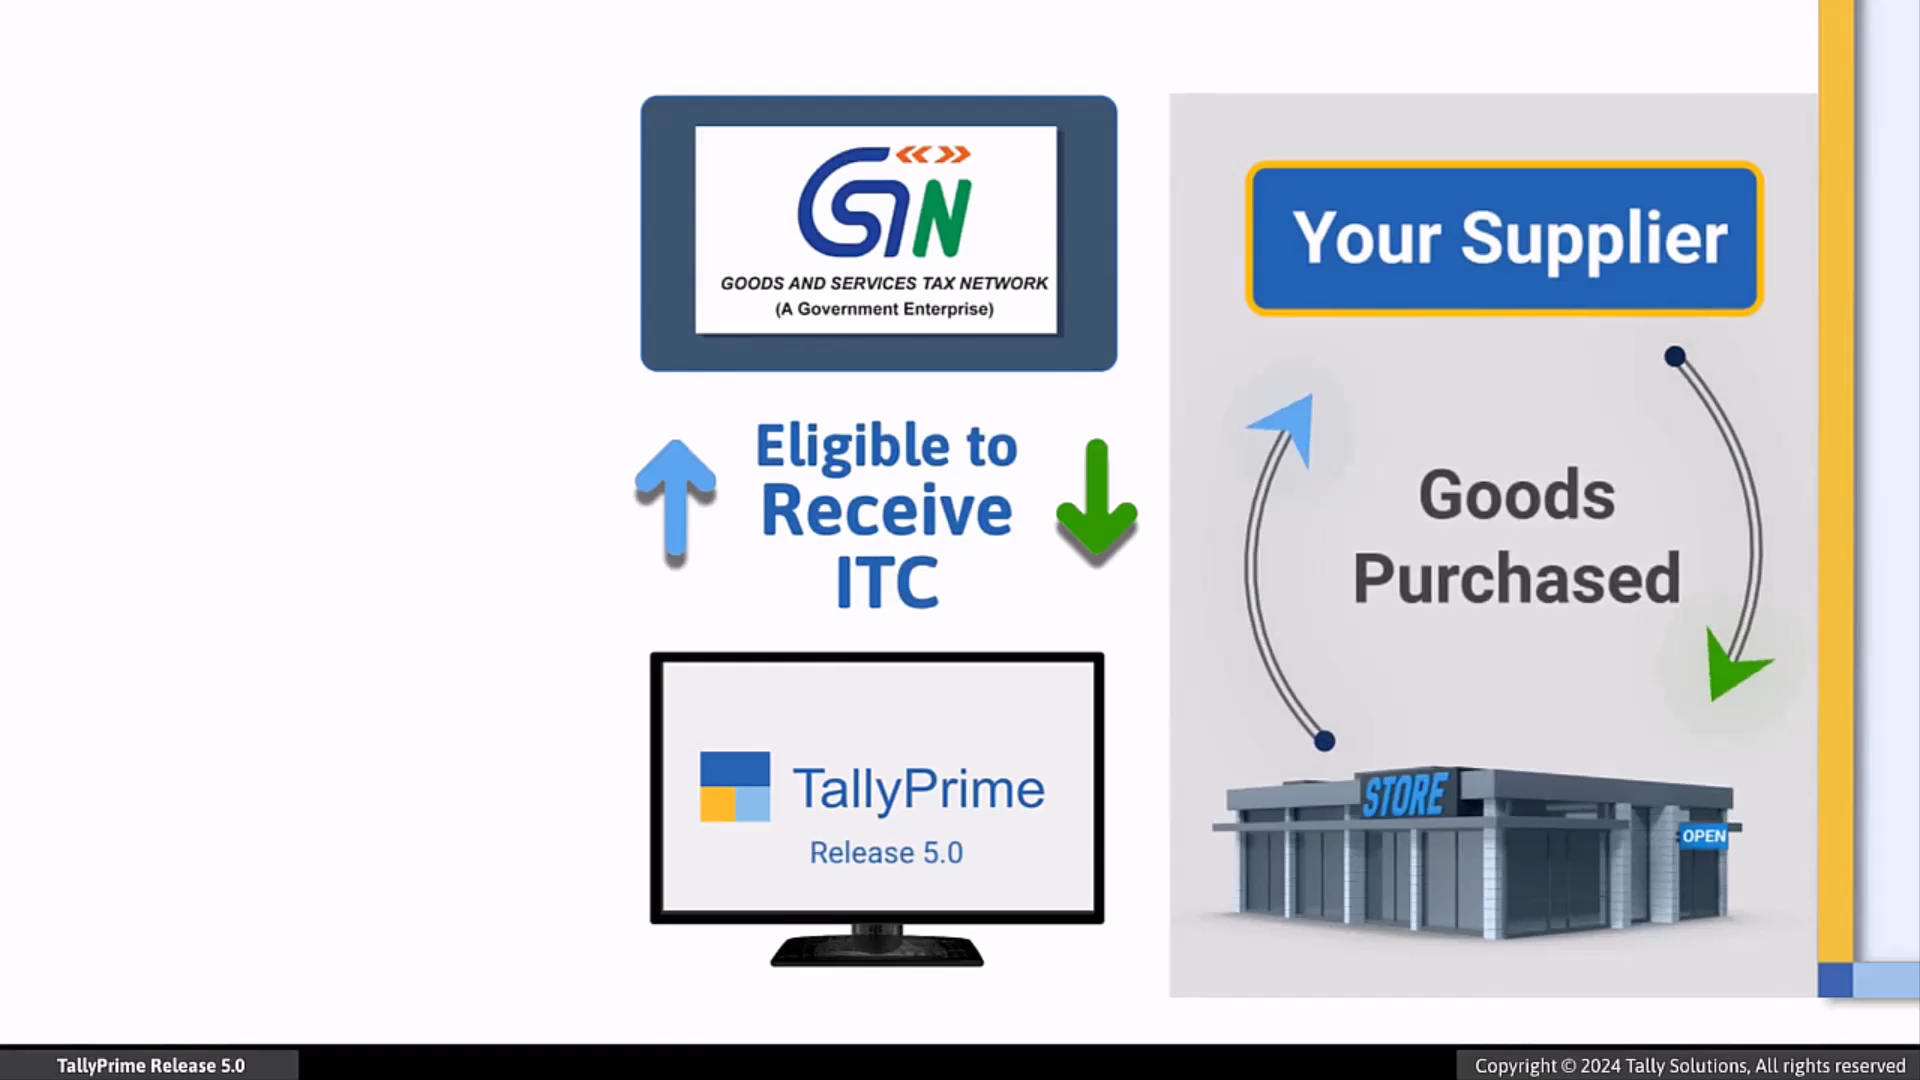 GSTN
GOODS AND SERVICES TAX NETWORK
(A Government Enterprise)
Eligible to
Receive
ITC
TallyPrime
Release 5.0
Your Supplier
Goods
Purchased
STORE
OPEN
TallyPrime Release 5.0
Copyright © 2024 Tally Solutions, All rights reserved